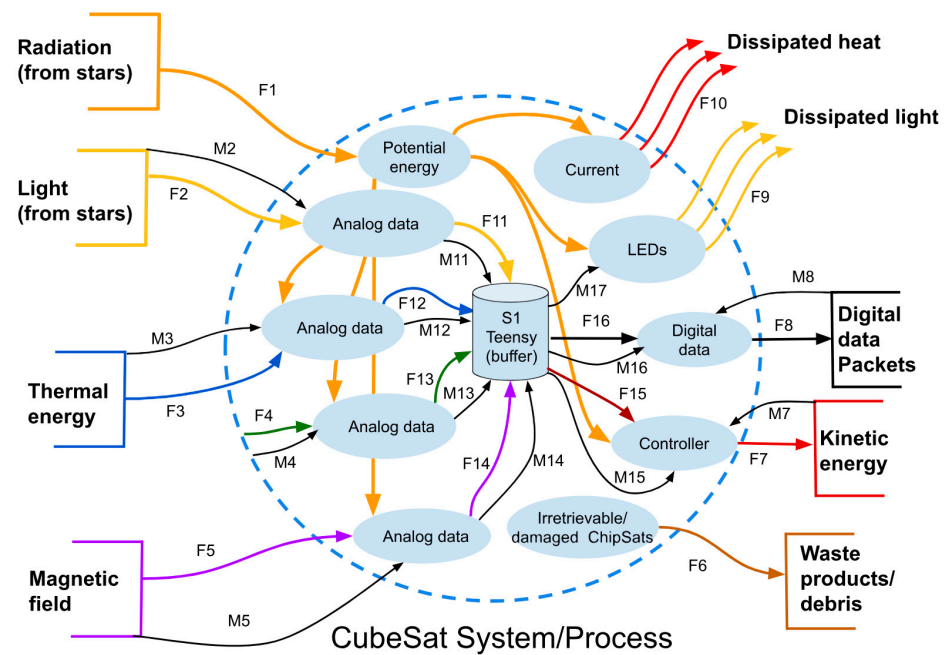 Radiation
(from stars)
F1
Dissipated heat
F10
Potential
energy
Current
Dissipated light
M2
Light
(from stars)
F2
Analog data
F11
M11
LEDs
F9
M17
M3
Analog data
F12
M12
S1
Teensy
(buffer)
F16
M16
Digital
data
M8
F8
Digital
data
Packets
Thermal
energy
F3
F4
M4
Analog data
F13
M13
F15
M15
Controller
M7
F7
Kinetic
energy
F14
M14
Magnetic
field
F5
M5
Analog data
Irretrievable/
damaged ChipSats
F6
Waste
products/
debris
CubeSat System/Process